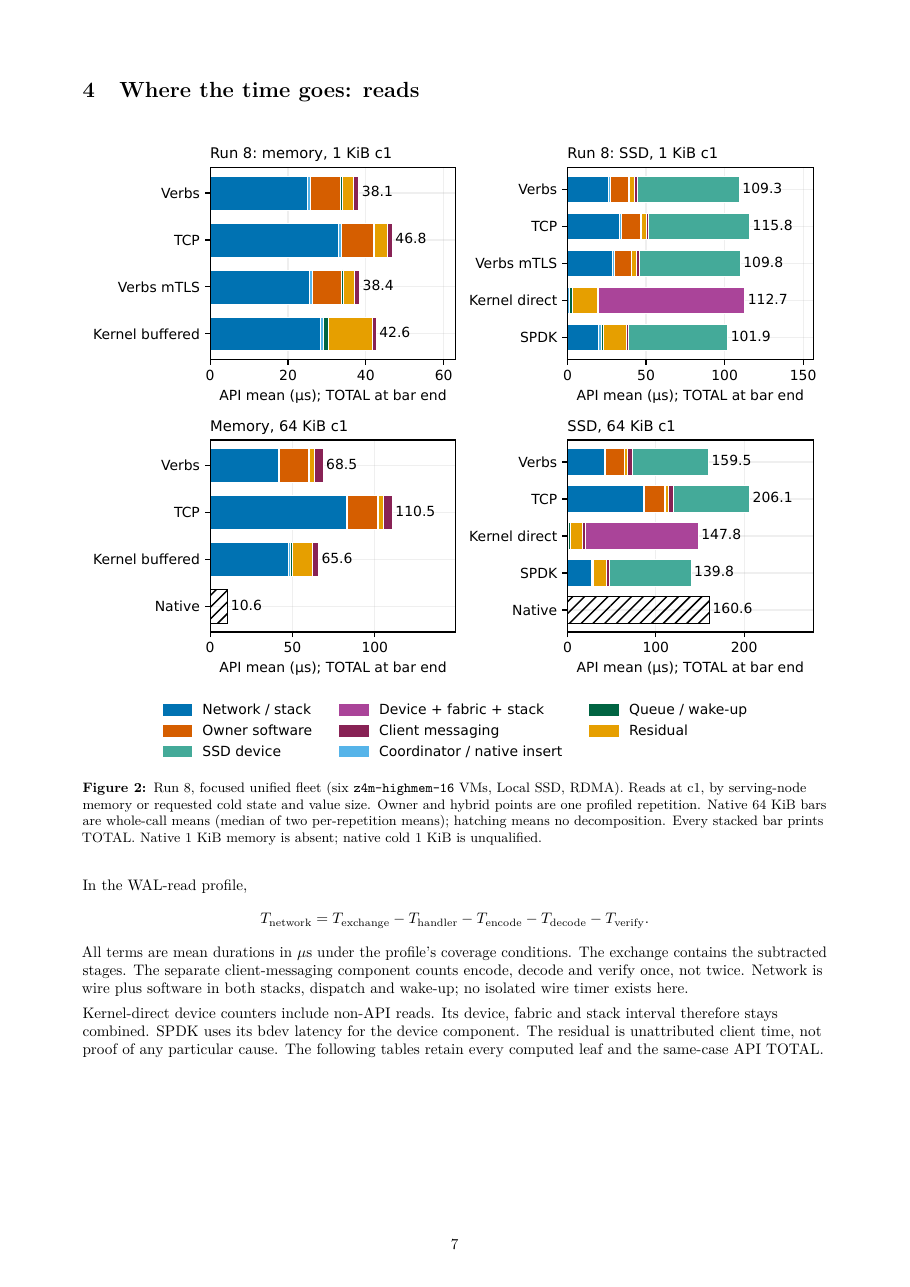 4 Where the time goes: reads
Run 8: memory, 1 KiB c1
Verbs 38.1
TCP 46.8
Verbs mTLS 38.4
Kernel buffered 42.6
0 20 40 60
API mean (µs); TOTAL at bar end
Run 8: SSD, 1 KiB c1
Verbs 109.3
TCP 115.8
Verbs mTLS 109.8
Kernel direct 112.7
SPDK 101.9
0 50 100 150
API mean (µs); TOTAL at bar end
Memory, 64 KiB c1
Verbs 68.5
TCP 110.5
Kernel buffered 65.6
Native 10.6
0 50 100
API mean (µs); TOTAL at bar end
SSD, 64 KiB c1
Verbs 159.5
TCP 206.1
Kernel direct 147.8
SPDK 139.8
Native 160.6
0 100 200
API mean (µs); TOTAL at bar end
Network / stack
Owner software
SSD device
Device + fabric + stack
Client messaging
Coordinator / native insert
Queue / wake-up
Residual
Figure 2: Run 8, focused unified fleet (six z4m-highmem-16 VMs, Local SSD, RDMA). Reads at c1, by serving-node
memory or requested cold state and value size. Owner and hybrid points are one profiled repetition. Native 64 KiB bars
are whole-call means (median of two per-repetition means); hatching means no decomposition. Every stacked bar prints
TOTAL. Native 1 KiB memory is absent; native cold 1 KiB is unqualified.
In the WAL-read profile,
T_network = T_exchange − T_handler − T_encode − T_decode − T_verify.
All terms are mean durations in µs under the profile's coverage conditions. The exchange contains the subtracted
stages. The separate client-messaging component counts encode, decode and verify once, not twice. Network is
wire plus software in both stacks, dispatch and wake-up; no isolated wire timer exists here.
Kernel-direct device counters include non-API reads. Its device, fabric and stack interval therefore stays
combined. SPDK uses its bdev latency for the device component. The residual is unattributed client time, not
proof of any particular cause. The following tables retain every computed leaf and the same-case API TOTAL.
7